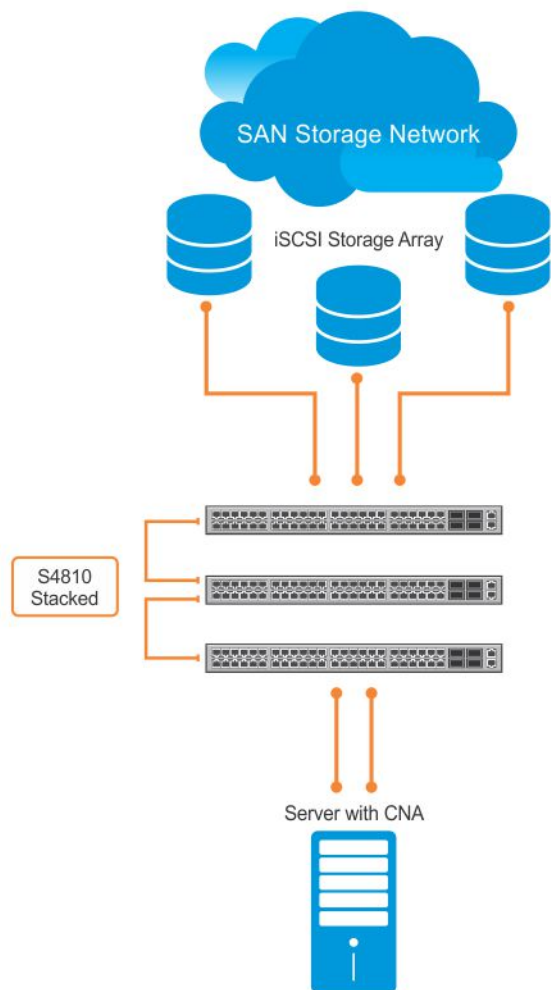 SAN Storage Network
iSCSI Storage Array
S4810
Stacked
Server with CNA